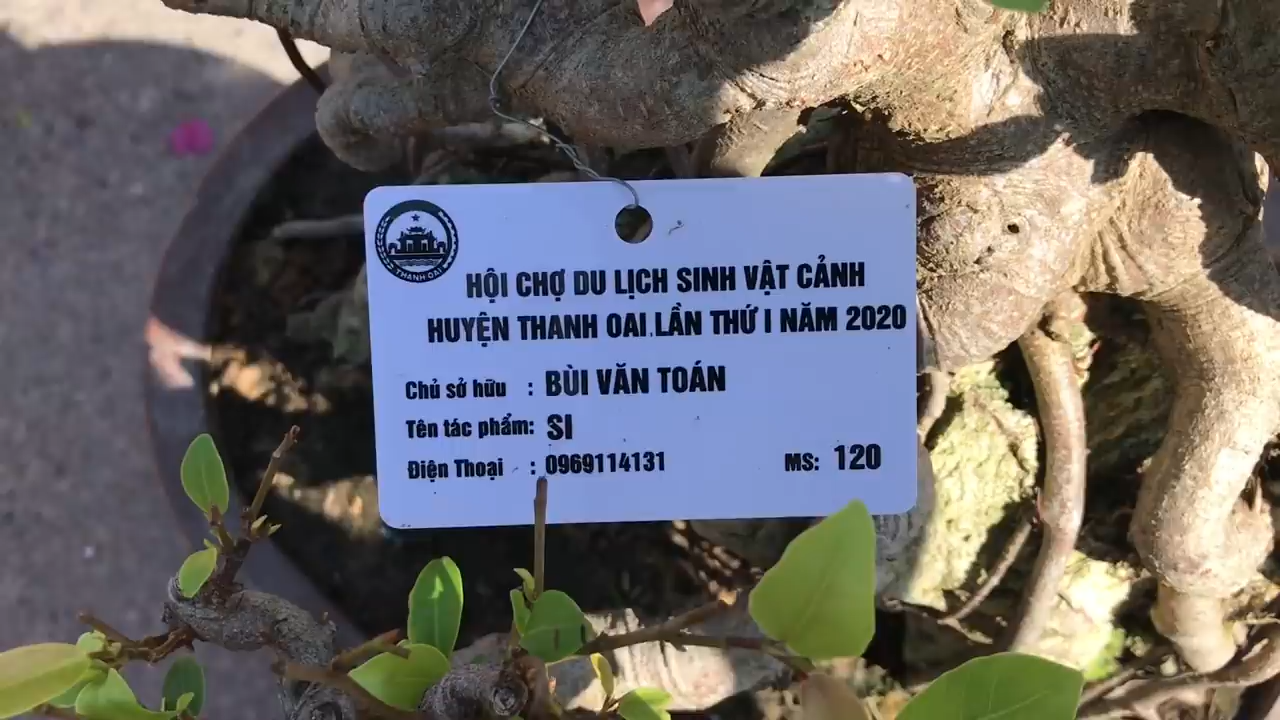 THANH OAI
HỘI CHỢ DU LỊCH SINH VẬT CẢNH
HUYỆN THANH OAI LẦN THỨ I NĂM 2020
Chủ sở hữu : BÙI VĂN TOÁN
Tên tác phẩm: SI
Điện Thoại : 0969114131 MS: 120